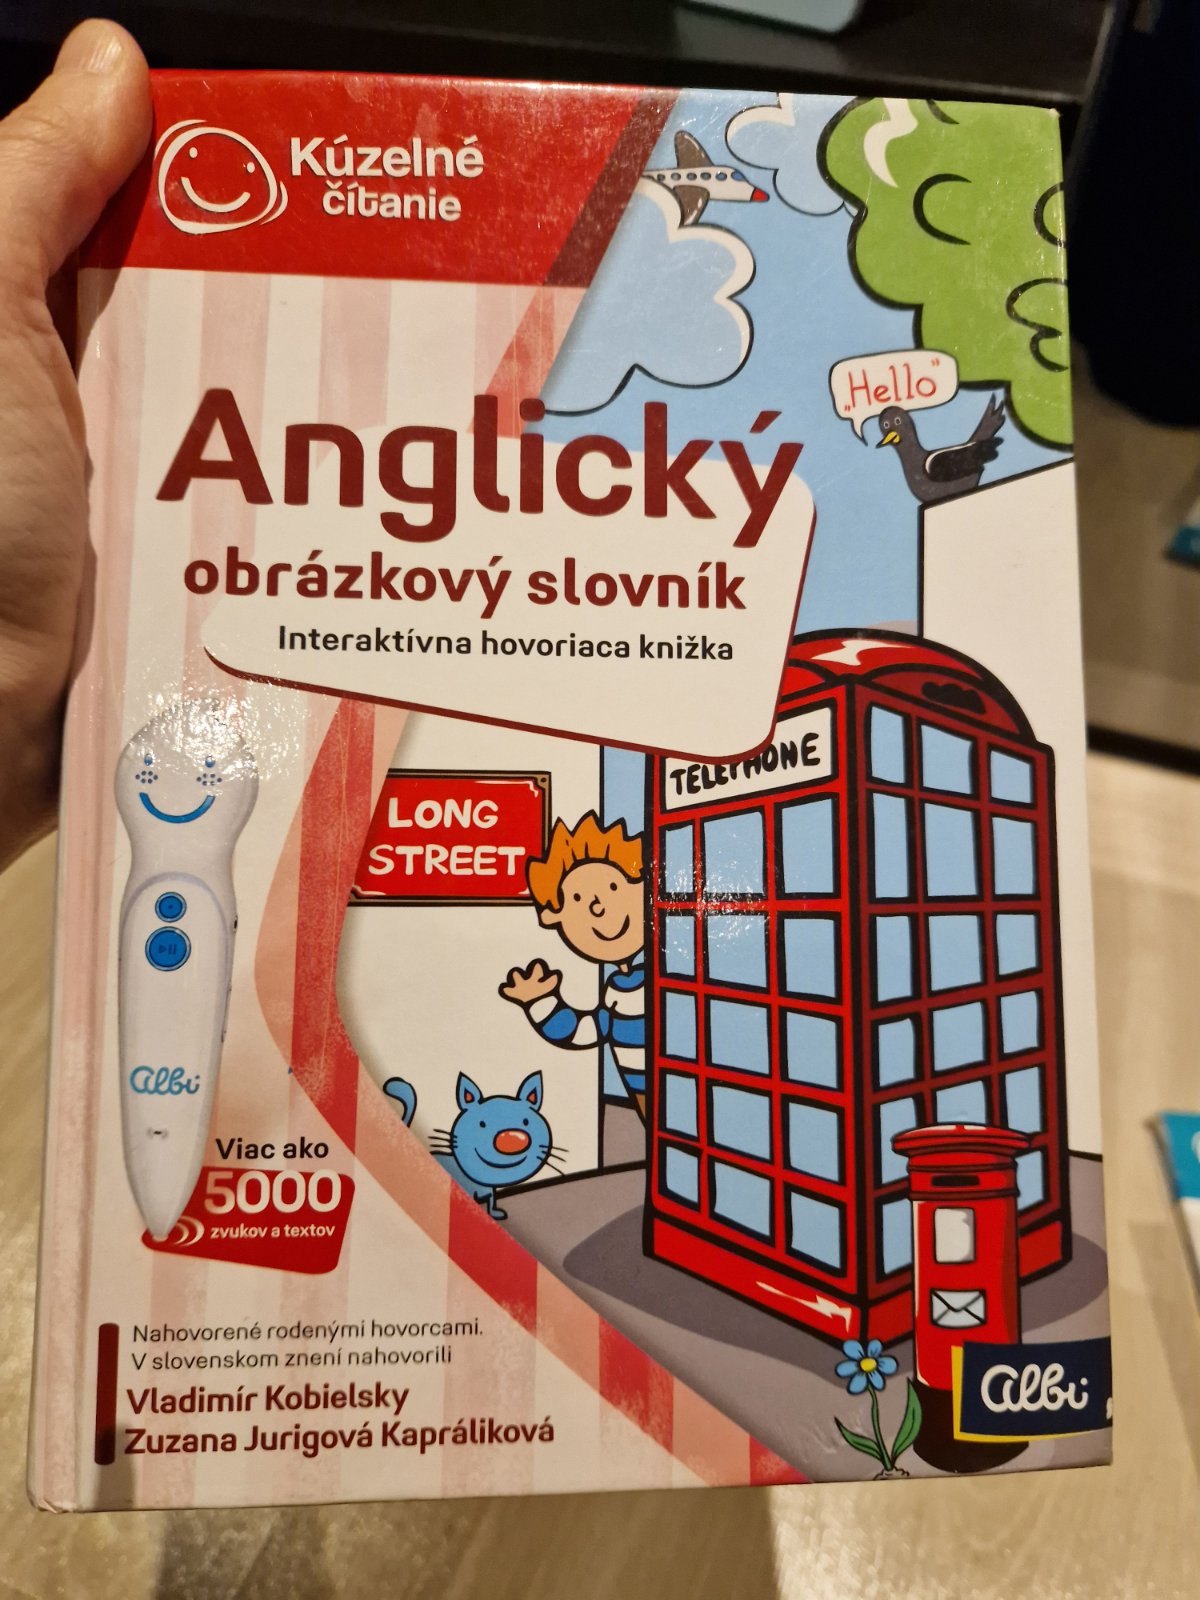 Kúzelné
čítanie
„Hello"
Anglický
obrázkový slovník
Interaktívna hovoriaca knižka
TELEPHONE
LONG
STREET
albi
Viac ako
5000
zvukov a textov
Nahovorené rodenými hovorcami.
V slovenskom znení nahovorili
Vladimír Kobielsky
Zuzana Jurigová Kapráliková
albi